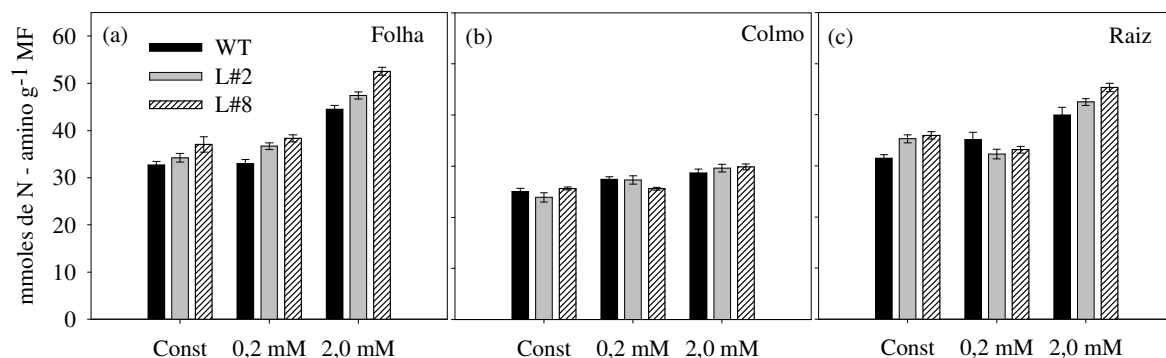 60
50
40
30
20
10
0
mmoles de N - amino g⁻¹ MF
(a)
Folha
WT
L#2
L#8
Const 0,2 mM 2,0 mM
(b)
Colmo
Const 0,2 mM 2,0 mM
(c)
Raiz
Const 0,2 mM 2,0 mM